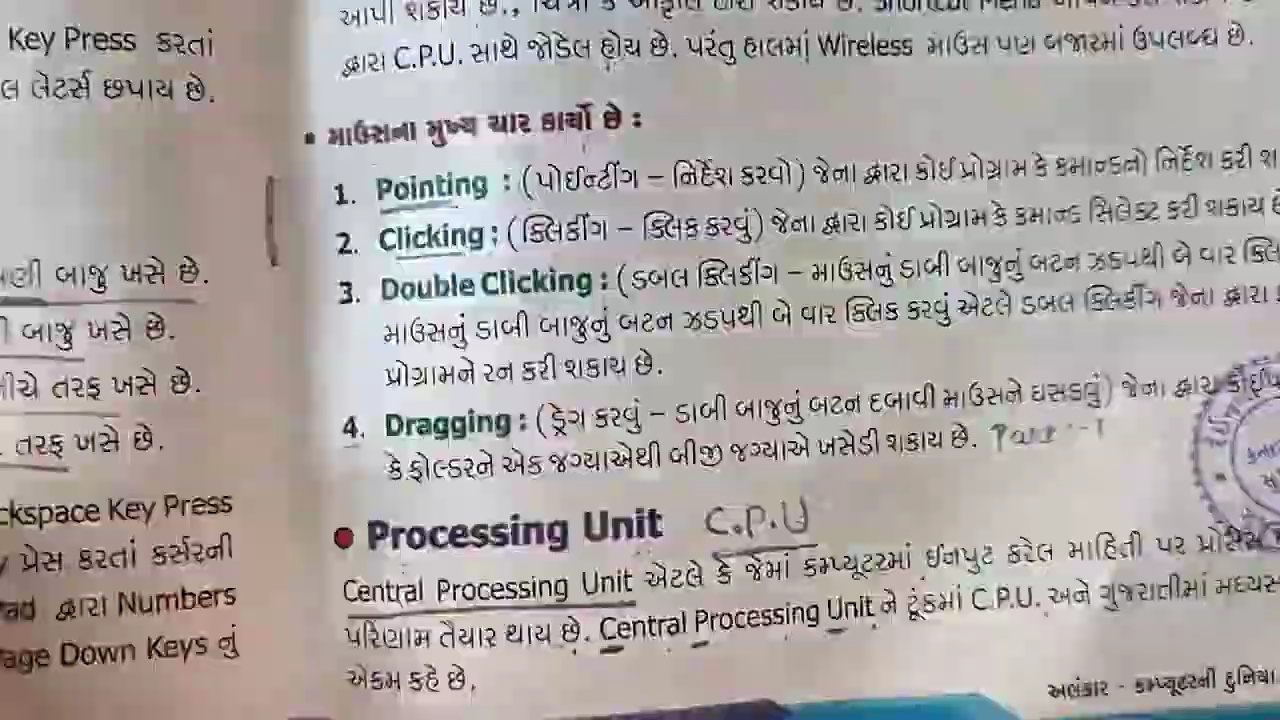 Key Press કરતાં
લ લેટર્સ છપાય છે.
બાજુ ખસે છે.
બાજુ ખસે છે.
તરફ ખસે છે.
તરફ ખસે છે.
ckspace Key Press
પ્રેસ કરતાં કર્સરની
દ્વારા Numbers
age Down Keys નું
આપી શકાય છે.,
દ્વારા C.P.U. સાથે જોડેલ હોય છે. પરંતુ હાલમાં Wireless માઉસ પણ બજારમાં ઉપલબ્ધ છે.
▪ માઉસના મુખ્ય ચાર કાર્યો છે :
1. Pointing : (પોઈન્ટીંગ – નિર્દેશ કરવો) જેના દ્વારા કોઈ પ્રોગ્રામ કે કમાન્ડનો નિર્દેશ કરી શ
2. Clicking : (ક્લિકીંગ – ક્લિક કરવું) જેના દ્વારા કોઈ પ્રોગ્રામ કે કમાન્ડ સિલેક્ટ કરી શકાય છે
3. Double Clicking : (ડબલ ક્લિકીંગ – માઉસનું ડાબી બાજુનું બટન ઝડપથી બે વાર ક્લિ
માઉસનું ડાબી બાજુનું બટન ઝડપથી બે વાર ક્લિક કરવું એટલે ડબલ ક્લિકીંગ જેના દ્વારા
પ્રોગ્રામને રન કરી શકાય છે.
4. Dragging : (ડ્રેગ કરવું – ડાબી બાજુનું બટન દબાવી માઉસને ઘસડવું) જેના દ્વારા
કે ફોલ્ડરને એક જગ્યાએથી બીજી જગ્યાએ ખસેડી શકાય છે.
● Processing Unit C.P.U
Central Processing Unit એટલે કે જેમાં કમ્પ્યૂટરમાં ઈનપુટ કરેલ માહિતી પર
પરિણામ તૈયાર થાય છે. Central Processing Unit ને ટૂંકમાં C.P.U. અને ગુજરાતીમાં મધ્યસ
એકમ કહે છે.
અલંકાર - કમ્પ્યૂટરની દુનિયા